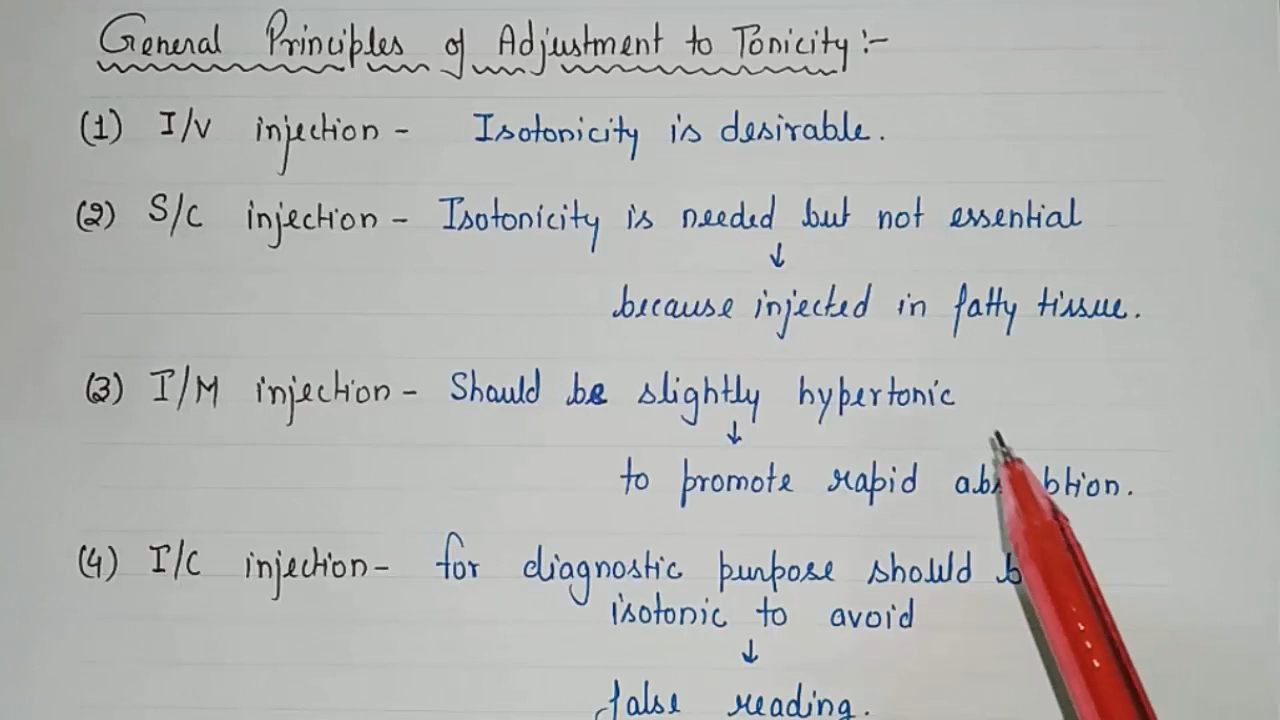 General Principles of Adjustment to Tonicity :-
(1) I/V injection - Isotonicity is desirable.
(2) S/C injection - Isotonicity is needed but not essential
↓
because injected in fatty tissue.
(3) I/M injection - Should be slightly hypertonic
↓
to promote rapid
(4) I/C injection - for diagnostic purpose should
isotonic to avoid
↓
false reading.